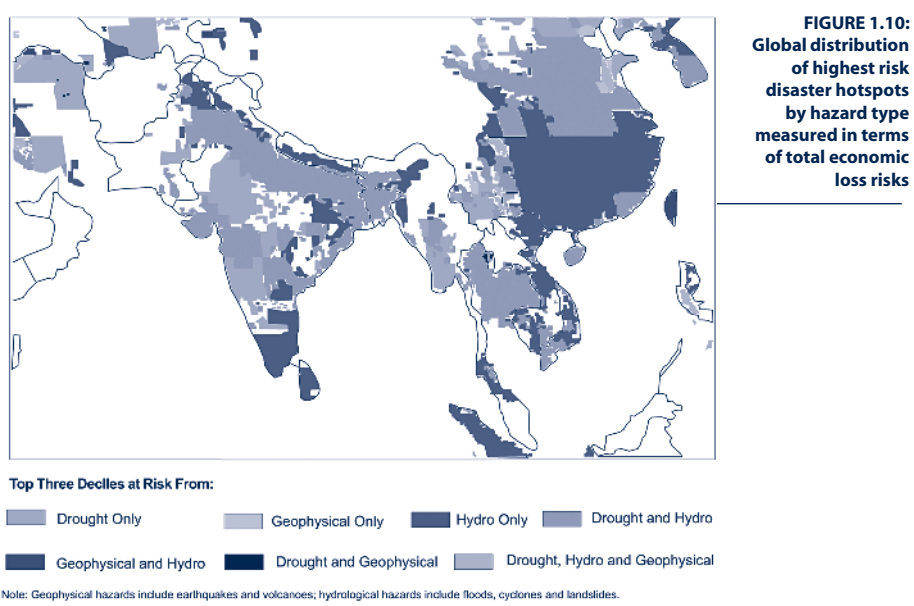 FIGURE 1.10:
Global distribution
of highest risk
disaster hotspots
by hazard type
measured in terms
of total economic
loss risks
Top Three Declles at Risk From:
Drought Only
Geophysical Only
Hydro Only
Drought and Hydro
Geophysical and Hydro
Drought and Geophysical
Drought, Hydro and Geophysical
Note: Geophysical hazards include earlhquakes and volcanoes; hydrological hazards include floods, cyclones and landslides.